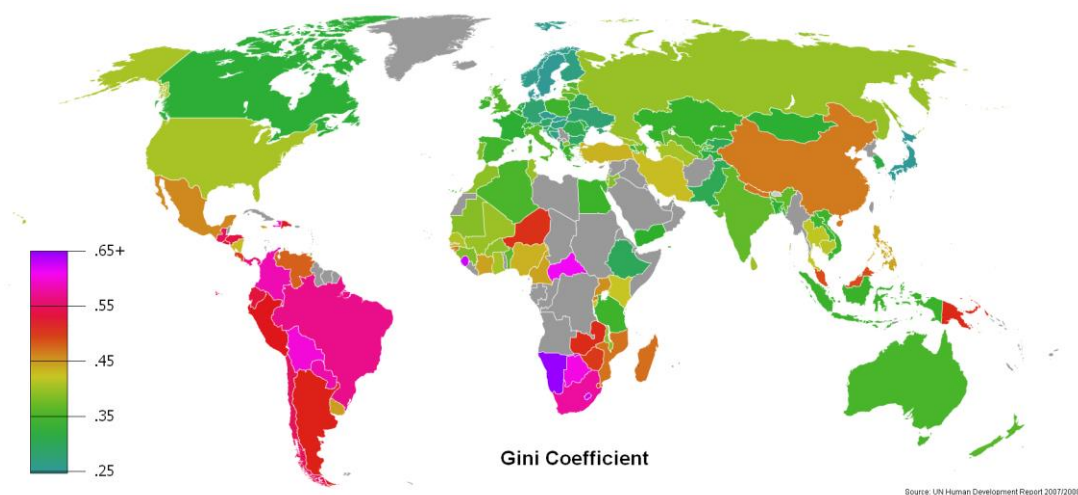 .65+
.55
.45
.35
.25
Gini Coefficient
Source: UN Human Development Report 2007/2008